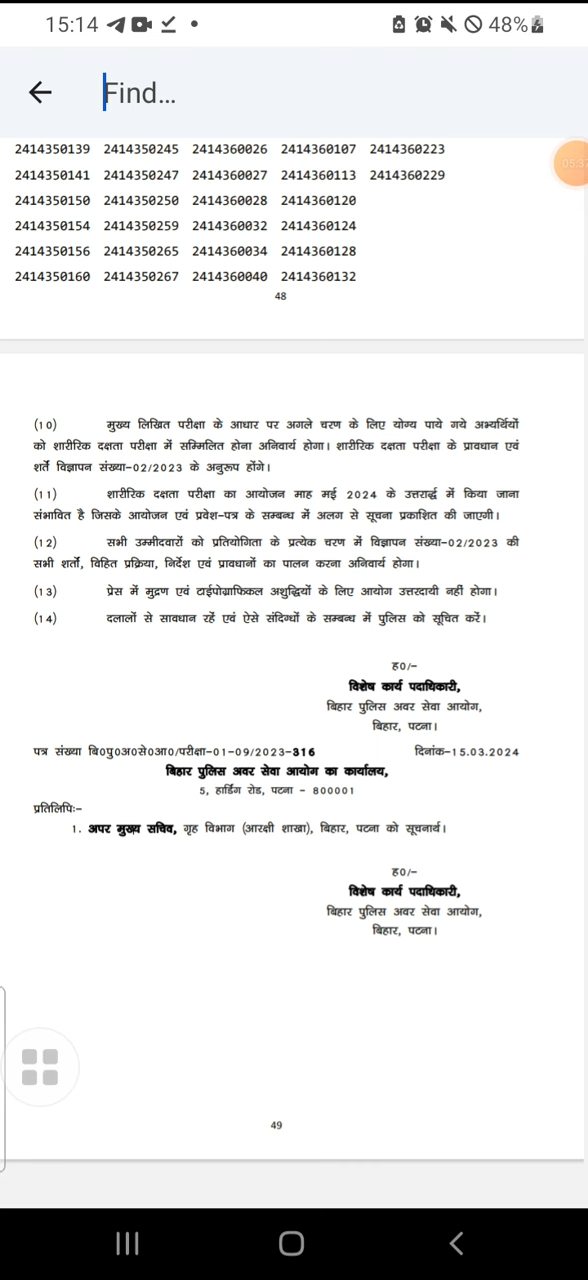 15:14
48%
Find...
05:37
2414350139 2414350245 2414360026 2414360107 2414360223
2414350141 2414350247 2414360027 2414360113 2414360229
2414350150 2414350250 2414360028 2414360120
2414350154 2414350259 2414360032 2414360124
2414350156 2414350265 2414360034 2414360128
2414350160 2414350267 2414360040 2414360132
48
(10) मुख्य लिखित परीक्षा के आधार पर अगले चरण के लिए योग्य पाये गये अभ्यर्थियों
को शारीरिक दक्षता परीक्षा में सम्मिलित होना अनिवार्य होगा। शारीरिक दक्षता परीक्षा के प्रावधान एवं
शर्ते विज्ञापन संख्या-02/2023 के अनुरूप होंगे।
(11) शारीरिक दक्षता परीक्षा का आयोजन माह मई 2024 के उत्तरार्द्ध में किया जाना
संभावित है जिसके आयोजन एवं प्रवेश-पत्र के सम्बन्ध में अलग से सूचना प्रकाशित की जाएगी।
(12) सभी उम्मीदवारों को प्रतियोगिता के प्रत्येक चरण में विज्ञापन संख्या-02/2023 की
सभी शर्तो, विहित प्रक्रिया, निर्देश एवं प्रावधानों का पालन करना अनिवार्य होगा।
(13) प्रेस में मुद्रण एवं टाईपोग्राफिकल अशुद्धियों के लिए आयोग उत्तरदायी नहीं होगा।
(14) दलालों से सावधान रहें एवं ऐसे संदिग्धों के सम्बन्ध में पुलिस को सूचित करें।
ह0/-
विशेष कार्य पदाधिकारी,
बिहार पुलिस अवर सेवा आयोग,
बिहार, पटना।
पत्र संख्या बि0पु0अ0से0आ0/परीक्षा-01-09/2023-316 दिनांक-15.03.2024
बिहार पुलिस अवर सेवा आयोग का कार्यालय,
5, हार्डिंग रोड, पटना - 800001
प्रतिलिपिः-
1. अपर मुख्य सचिव, गृह विभाग (आरक्षी शाखा), बिहार, पटना को सूचनार्थ।
ह0/-
विशेष कार्य पदाधिकारी,
बिहार पुलिस अवर सेवा आयोग,
बिहार, पटना।
49